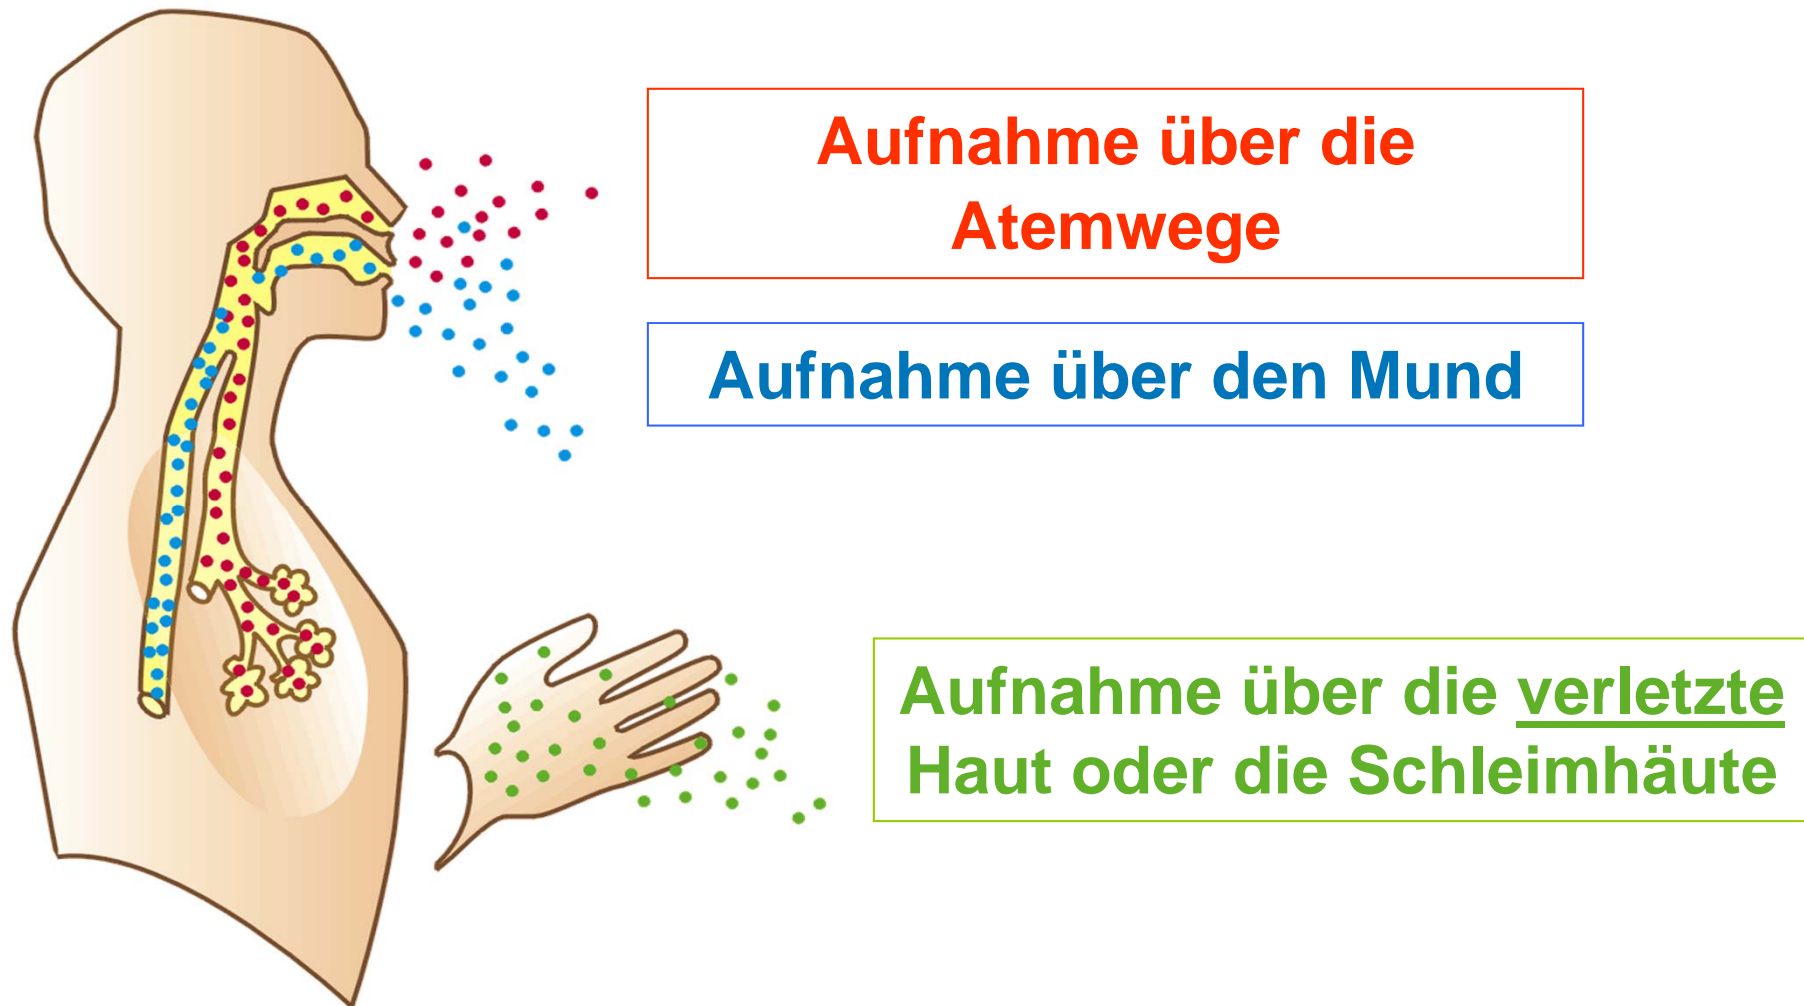 Aufnahme über die
Atemwege
Aufnahme über den Mund
Aufnahme über die verletzte
Haut oder die Schleimhäute